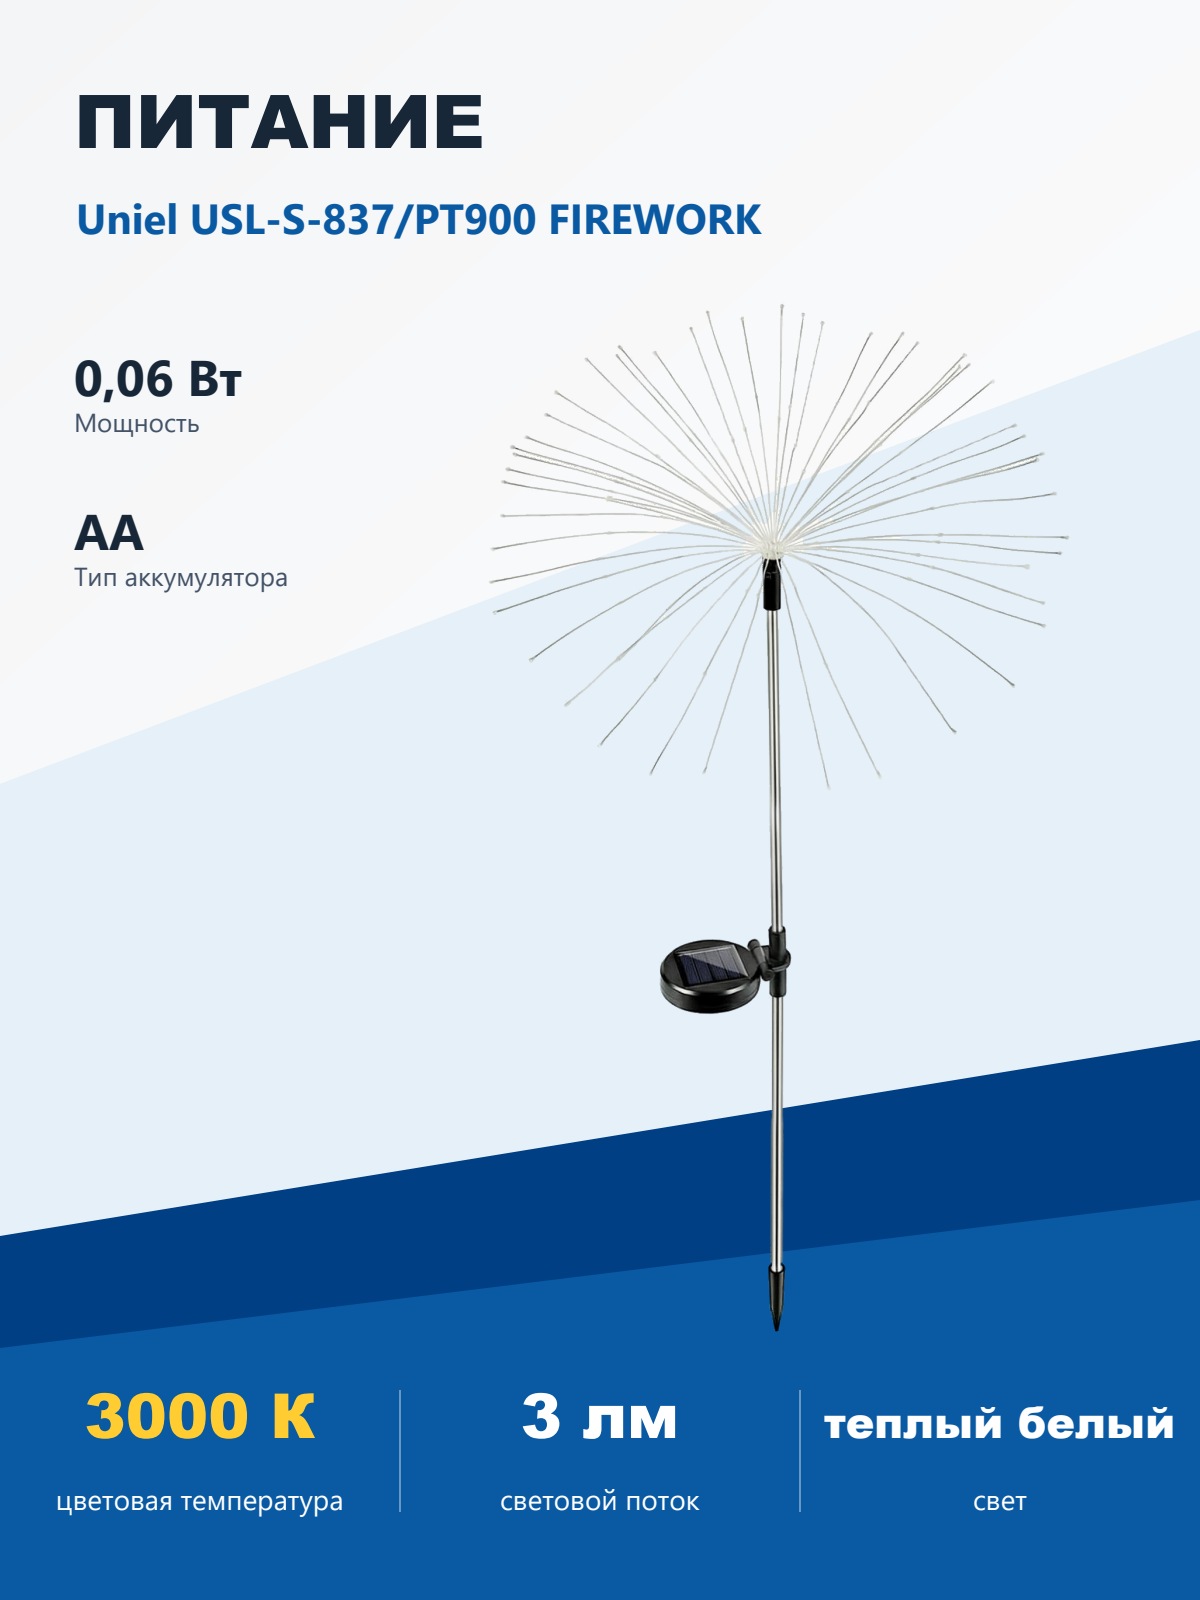 ПИТАНИЕ
Uniel USL-S-837/PT900 FIREWORK
0,06 Вт
Мощность
AA
Тип аккумулятора
3000 К
цветовая температура
3 лм
световой поток
теплый белый
свет